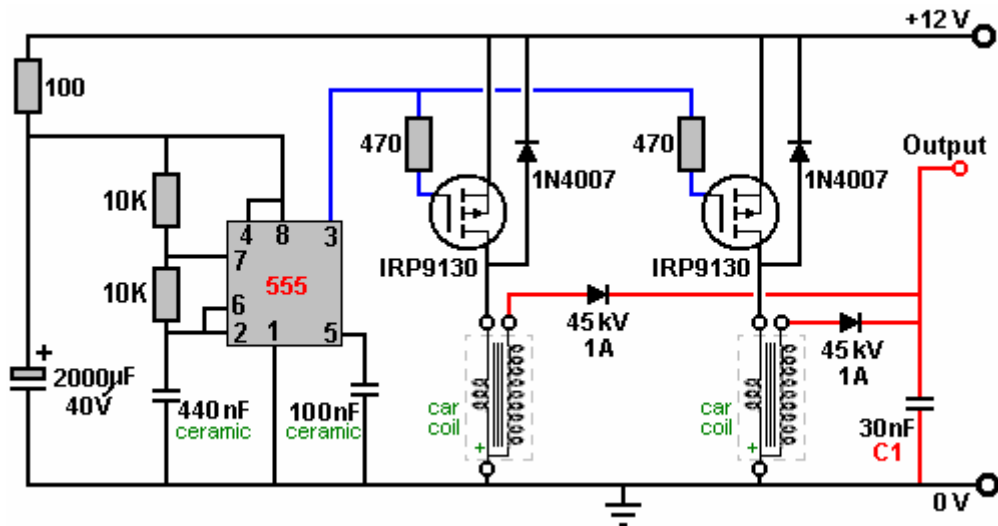 +12 V
100
470
470
Output
1N4007
1N4007
10K
4 8 3
7
IRP9130
IRP9130
10K
555
6
2 1 5
45 kV
1A
45 kV
1A
+
2000µF
40V
440 nF
ceramic
100nF
ceramic
car
coil
+
car
coil
+
30nF
C1
0 V